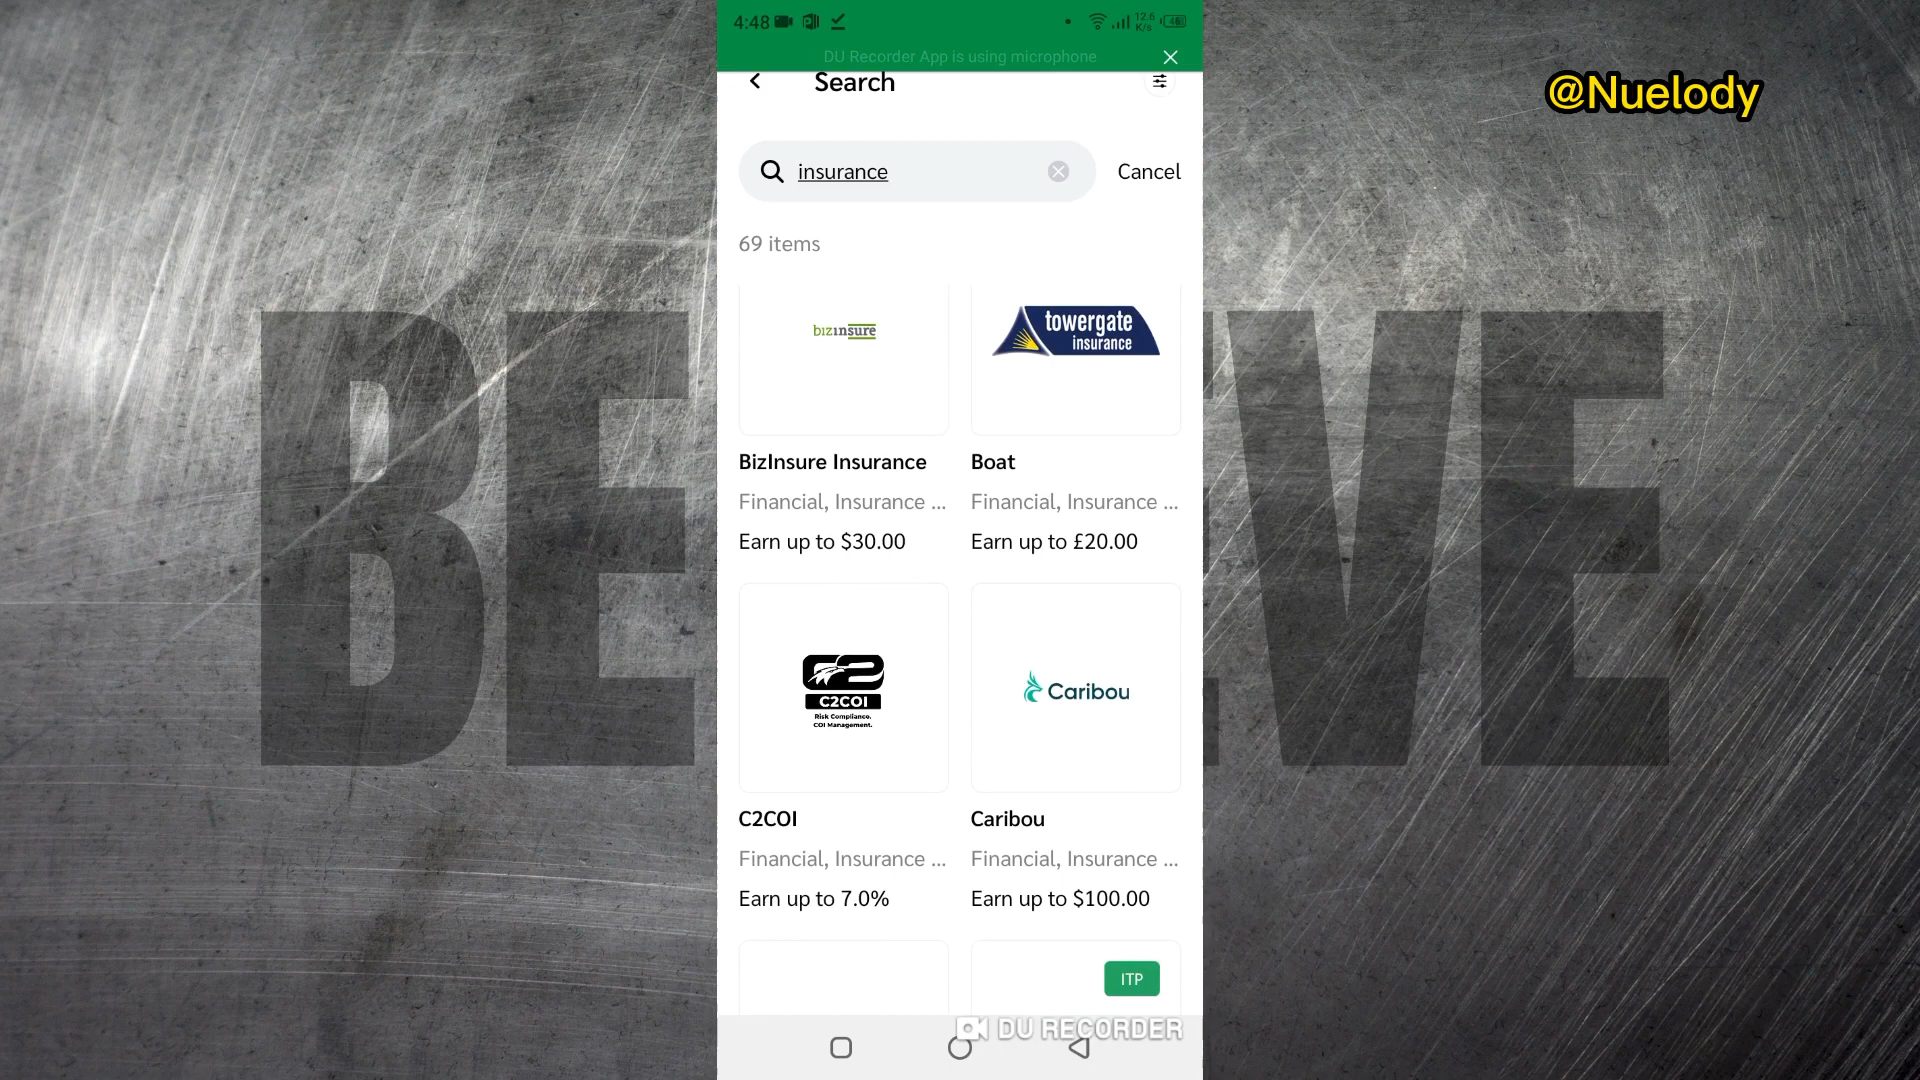 4:48
12.6
K/s
46
DU Recorder App is using microphone
Search
@Nuelody
insurance
Cancel
69 items
bizinsure
towergate
insurance
BizInsure Insurance
Boat
Financial, Insurance ...
Financial, Insurance ...
Earn up to $30.00
Earn up to £20.00
C2COI
Risk Compliance.
COI Management.
Caribou
C2COI
Caribou
Financial, Insurance ...
Financial, Insurance ...
Earn up to 7.0%
Earn up to $100.00
ITP
DU RECORDER